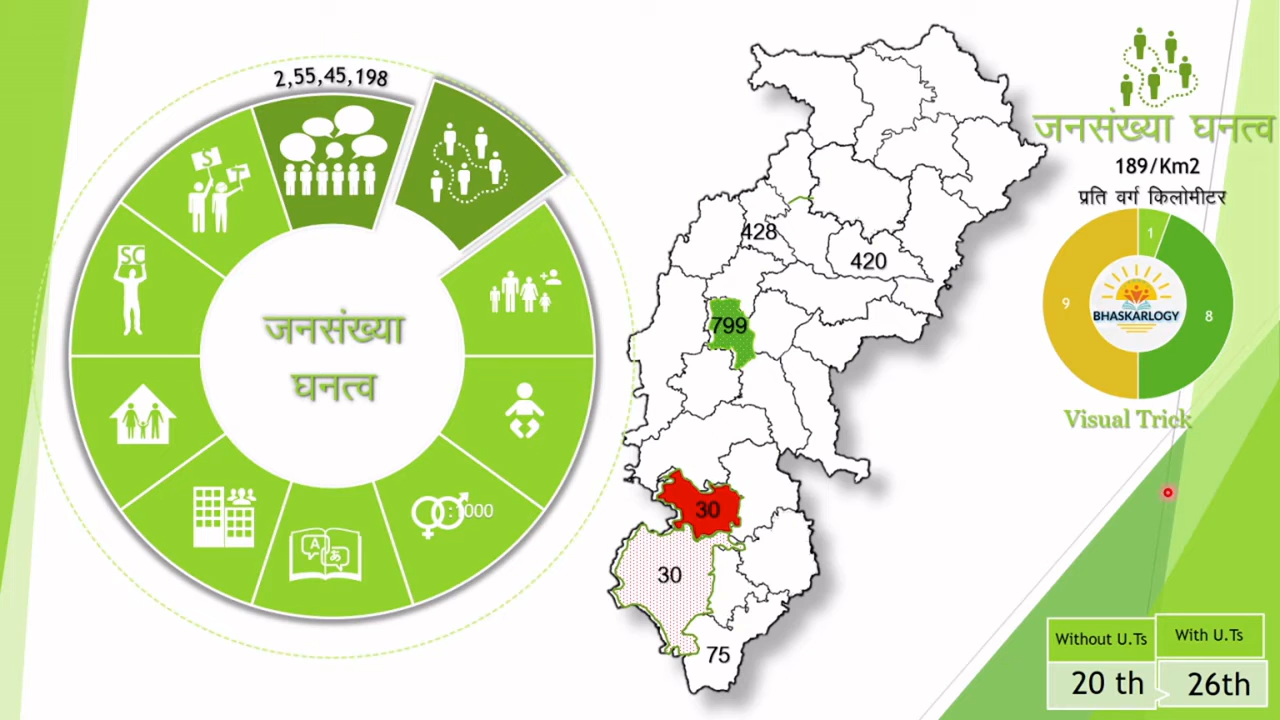 2,55,45,198
S
T
SC
जनसंख्या
घनत्व
:1000
A
अ
428
420
799
30
30
75
जनसंख्या घनत्व
189/Km2
प्रति वर्ग किलोमीटर
1
9
8
BHASKARLOGY
Visual Trick
Without U.Ts
With U.Ts
20 th
26th